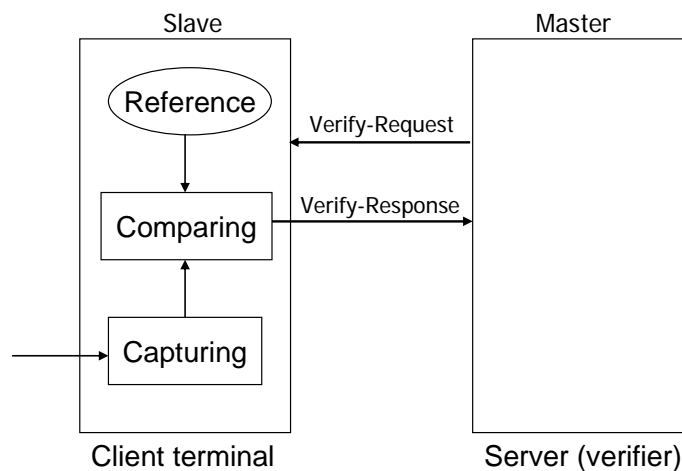 Slave
Master
Reference
Verify-Request
Verify-Response
Comparing
Capturing
Client terminal
Server (verifier)